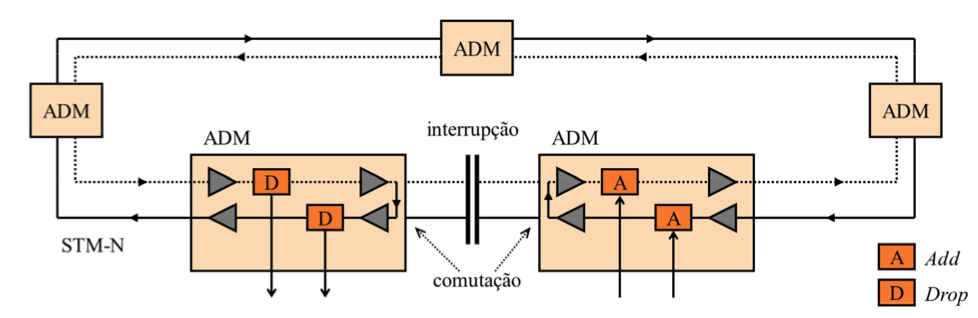 ADM
ADM
ADM
interrupção
ADM
ADM
D
A
D
A
STM-N
comutação
A Add
D Drop